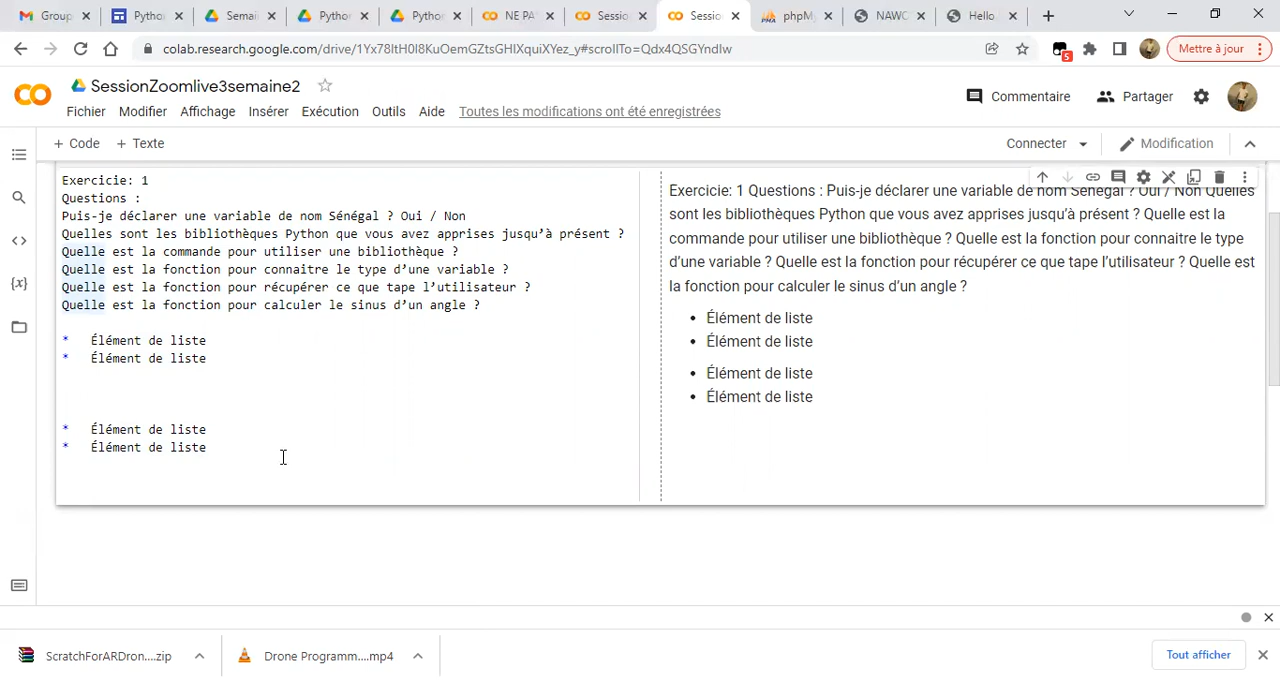 Group
Python
Semai
Python
Python
NE PA
Sessio
Sessio
phpMy
NAWC
Hello.
colab.research.google.com/drive/1Yx78ItH0I8KuOemGZtsGHIXquiXYez_y#scrollTo=Qdx4QSGYndIw
5
Mettre à jour
SessionZoomlive3semaine2
Fichier Modifier Affichage Insérer Exécution Outils Aide Toutes les modifications ont été enregistrées
Commentaire
Partager
+ Code + Texte
Connecter
Modification
Exercicie: 1
Questions :
Puis-je déclarer une variable de nom Sénégal ? Oui / Non
Quelles sont les bibliothèques Python que vous avez apprises jusqu’à présent ?
Quelle est la commande pour utiliser une bibliothèque ?
Quelle est la fonction pour connaitre le type d’une variable ?
Quelle est la fonction pour récupérer ce que tape l’utilisateur ?
Quelle est la fonction pour calculer le sinus d’un angle ?
* Élément de liste
* Élément de liste
* Élément de liste
* Élément de liste
Exercicie: 1 Questions : Puis-je déclarer une variable de nom Sénégal ? Oui / Non Quelles
sont les bibliothèques Python que vous avez apprises jusqu’à présent ? Quelle est la
commande pour utiliser une bibliothèque ? Quelle est la fonction pour connaitre le type
d’une variable ? Quelle est la fonction pour récupérer ce que tape l’utilisateur ? Quelle est
la fonction pour calculer le sinus d’un angle ?
• Élément de liste
• Élément de liste
• Élément de liste
• Élément de liste
ScratchForARDron....zip
Drone Programm....mp4
Tout afficher